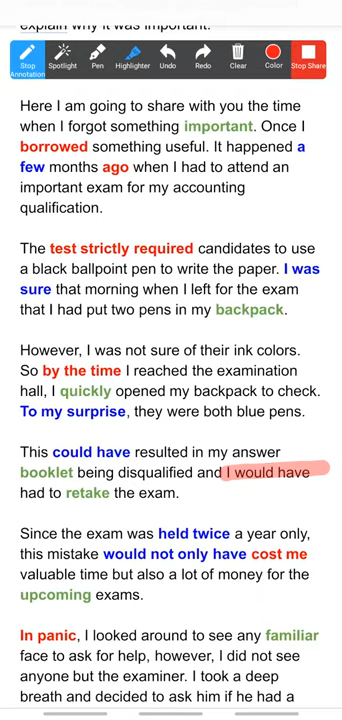 explain why it was important.
Stop Annotation
Spotlight
Pen
Highlighter
Undo
Redo
Clear
Color
Stop Share
Here I am going to share with you the time
when I forgot something important. Once I
borrowed something useful. It happened a
few months ago when I had to attend an
important exam for my accounting
qualification.
The test strictly required candidates to use
a black ballpoint pen to write the paper. I was
sure that morning when I left for the exam
that I had put two pens in my backpack.
However, I was not sure of their ink colors.
So by the time I reached the examination
hall, I quickly opened my backpack to check.
To my surprise, they were both blue pens.
This could have resulted in my answer
booklet being disqualified and I would have
had to retake the exam.
Since the exam was held twice a year only,
this mistake would not only have cost me
valuable time but also a lot of money for the
upcoming exams.
In panic, I looked around to see any familiar
face to ask for help, however, I did not see
anyone but the examiner. I took a deep
breath and decided to ask him if he had a